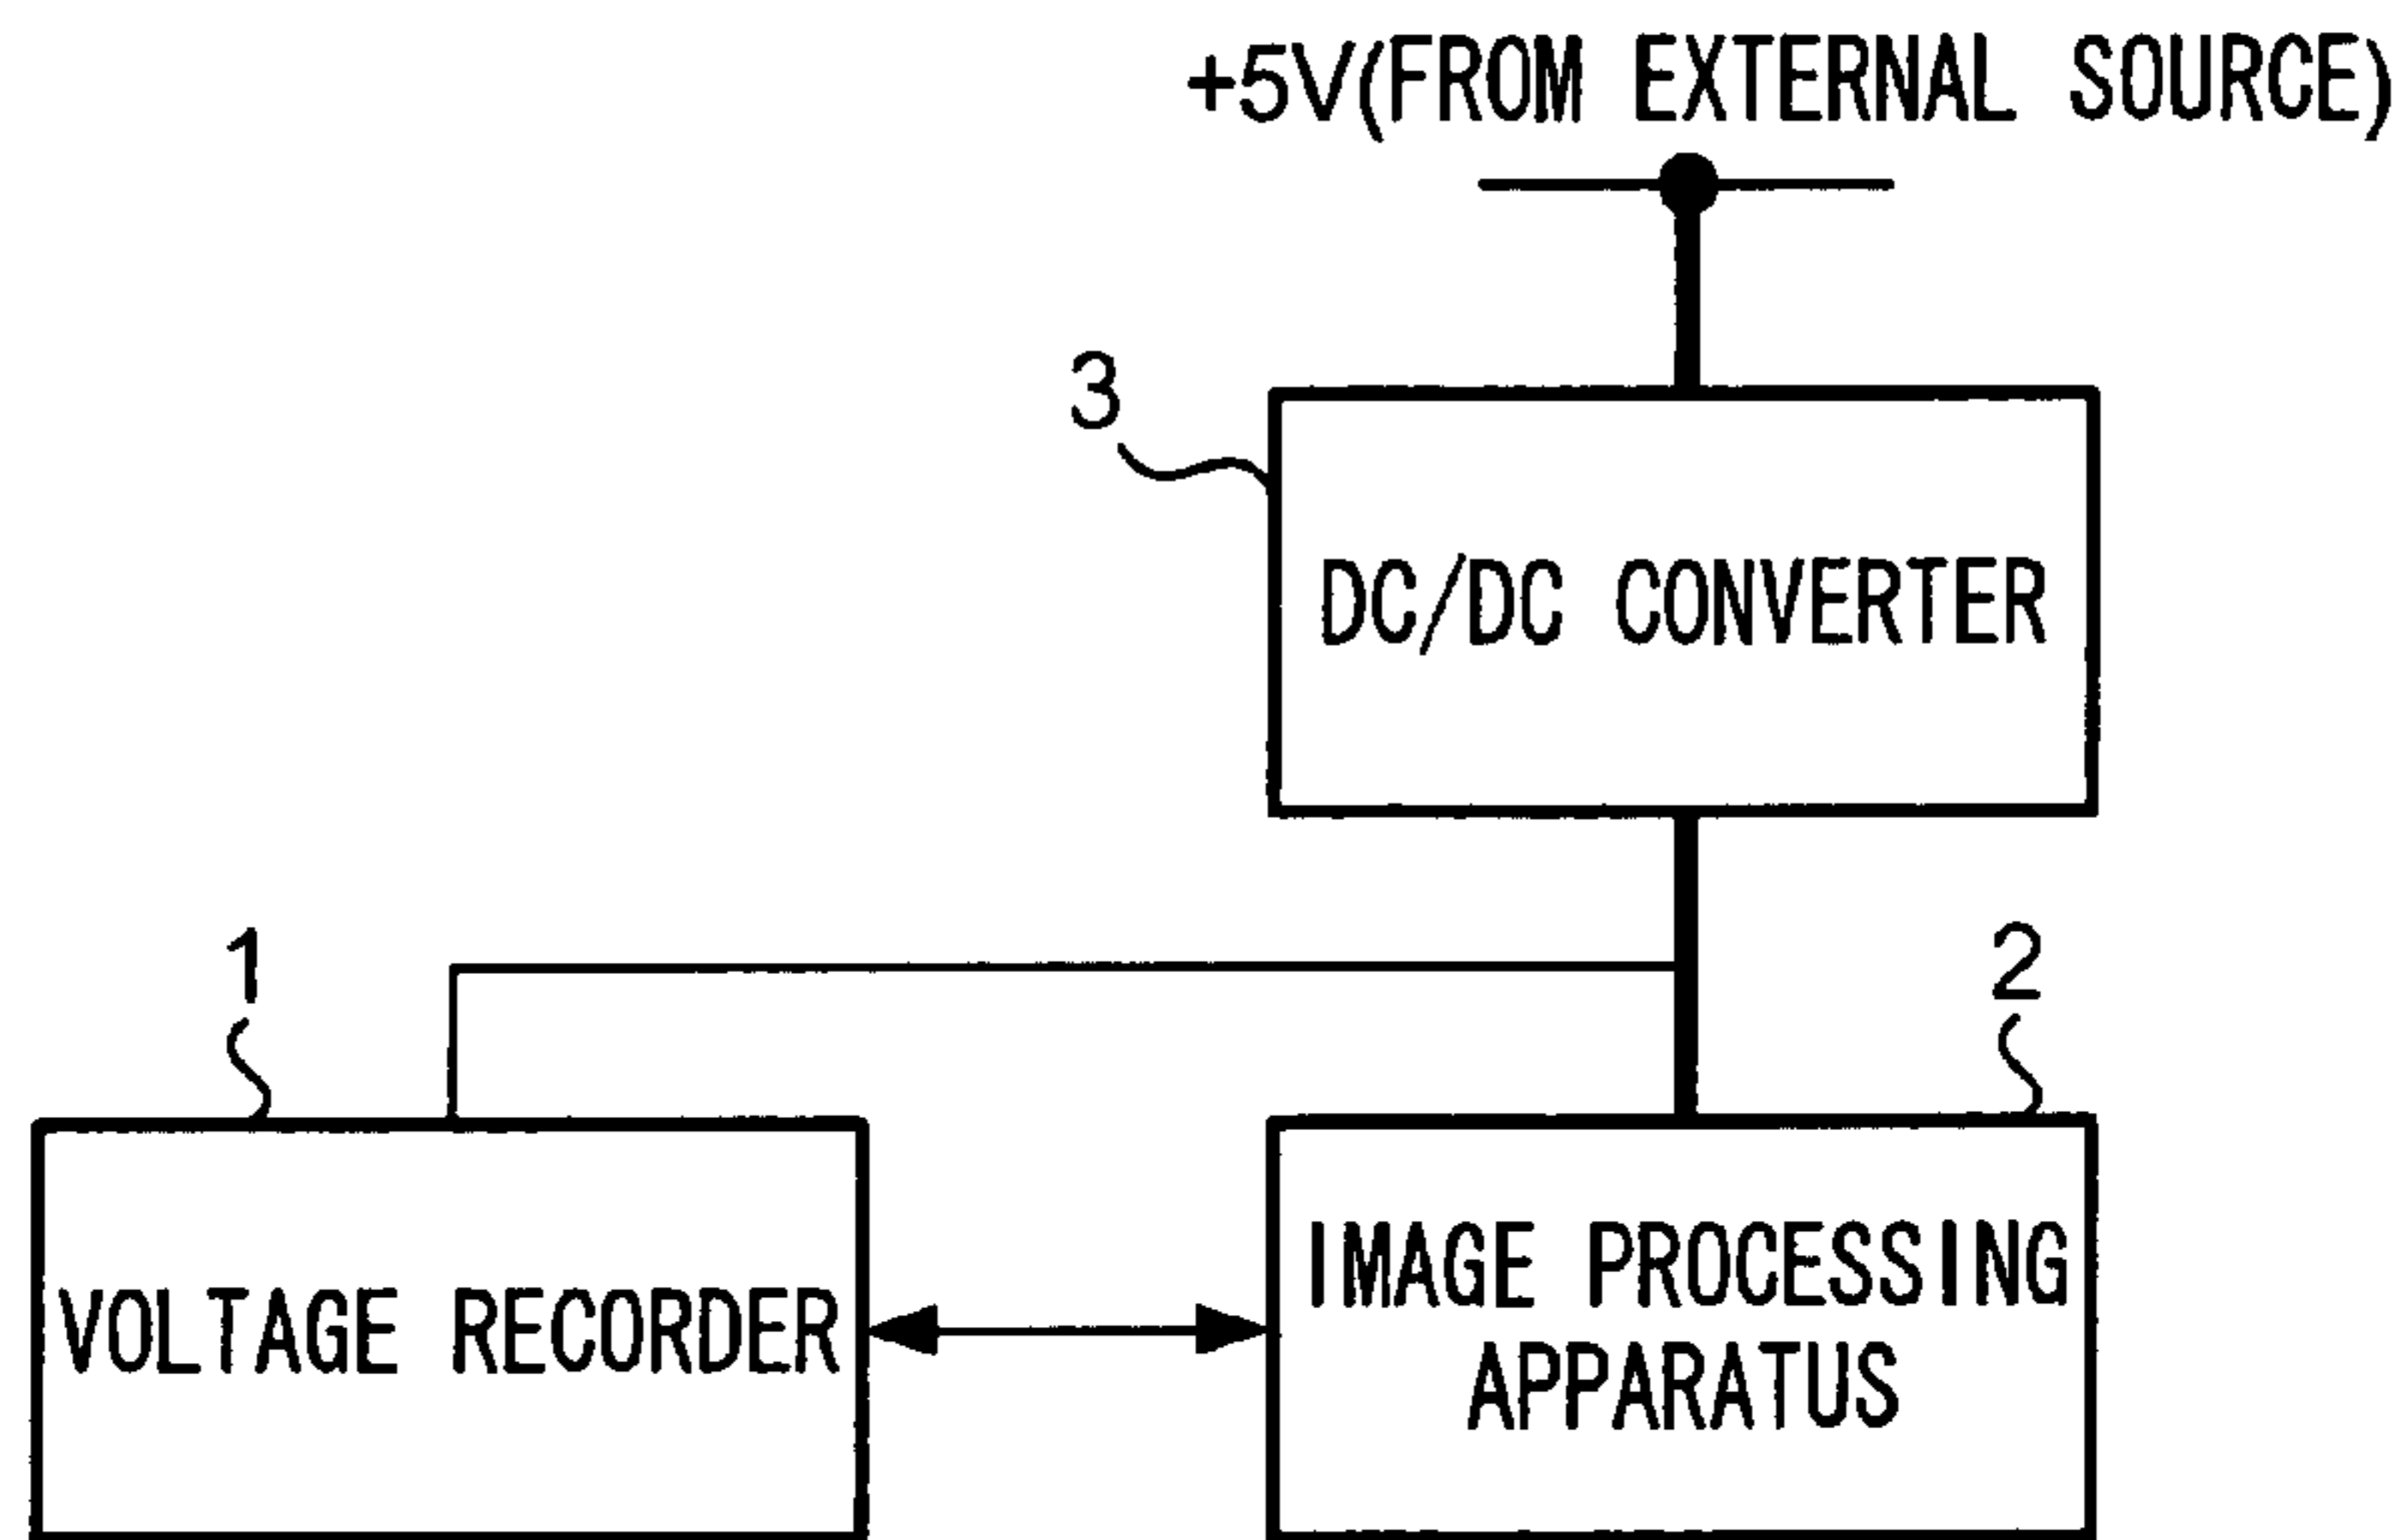 +5V(FROM EXTERNAL SOURCE)
3
DC/DC CONVERTER
1
2
VOLTAGE RECORDER
IMAGE PROCESSING
APPARATUS